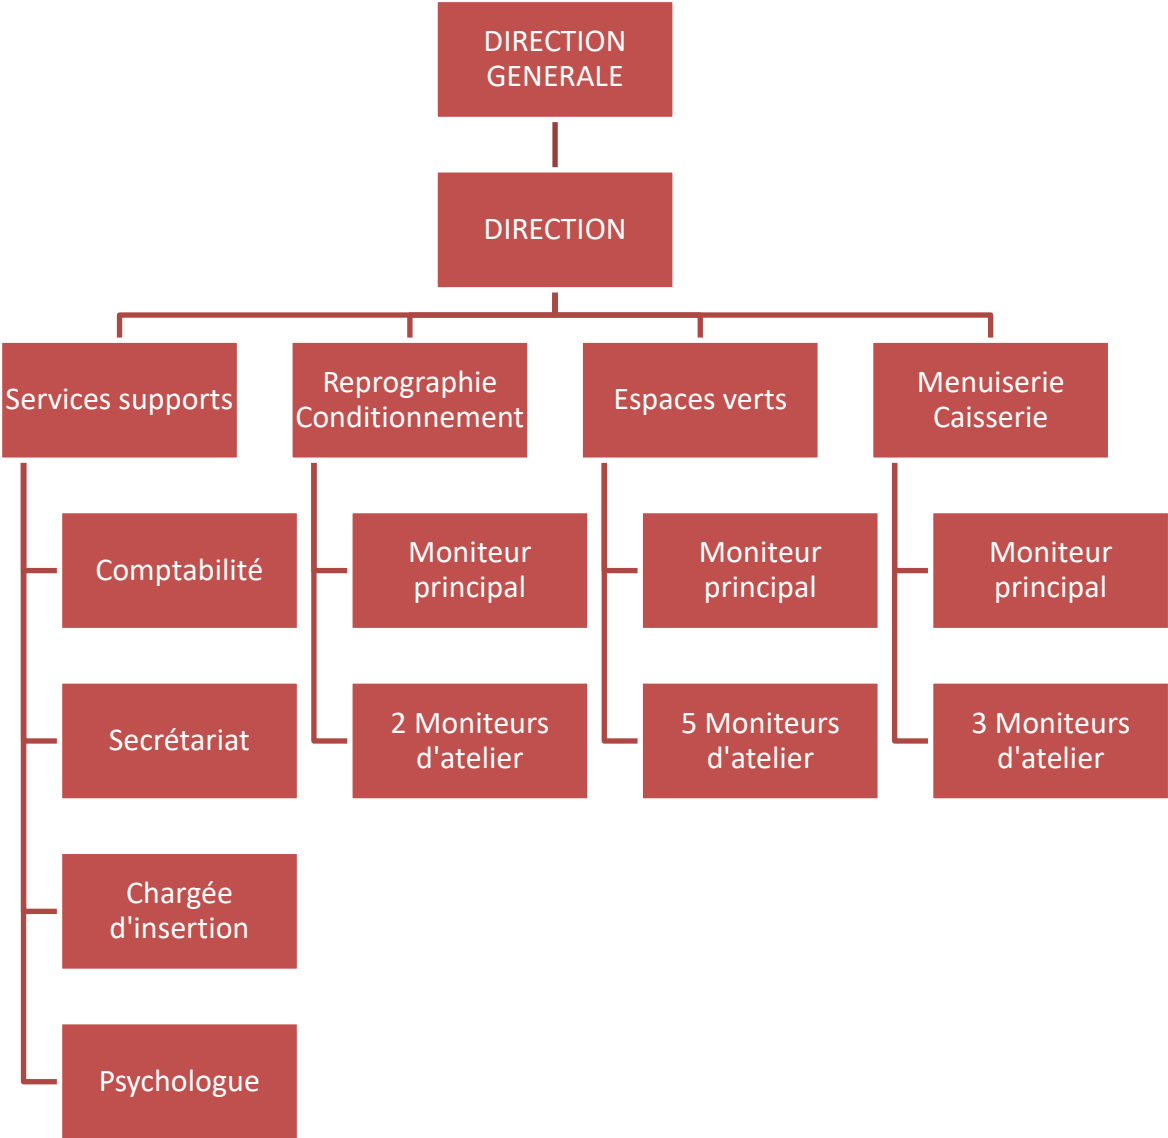 DIRECTION
GENERALE
DIRECTION
Services supports
Reprographie
Conditionnement
Espaces verts
Menuiserie
Caisserie
Comptabilité
Moniteur
principal
Moniteur
principal
Moniteur
principal
Secrétariat
2 Moniteurs
d'atelier
5 Moniteurs
d'atelier
3 Moniteurs
d'atelier
Chargée
d'insertion
Psychologue